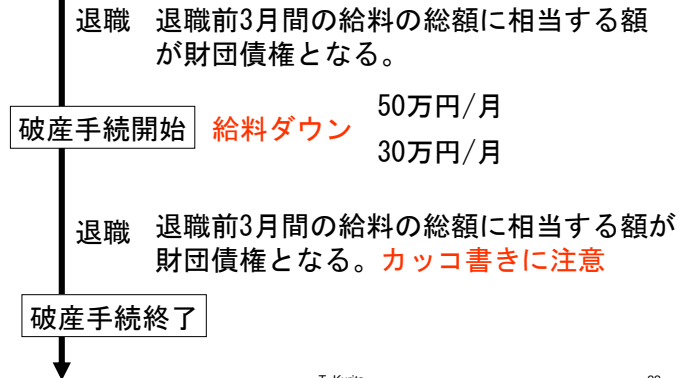 退職 退職前3月間の給料の総額に相当する額
が財団債権となる。
50万円/月
破産手続開始 給料ダウン
30万円/月
退職 退職前3月間の給料の総額に相当する額が
財団債権となる。カッコ書きに注意
破産手続終了